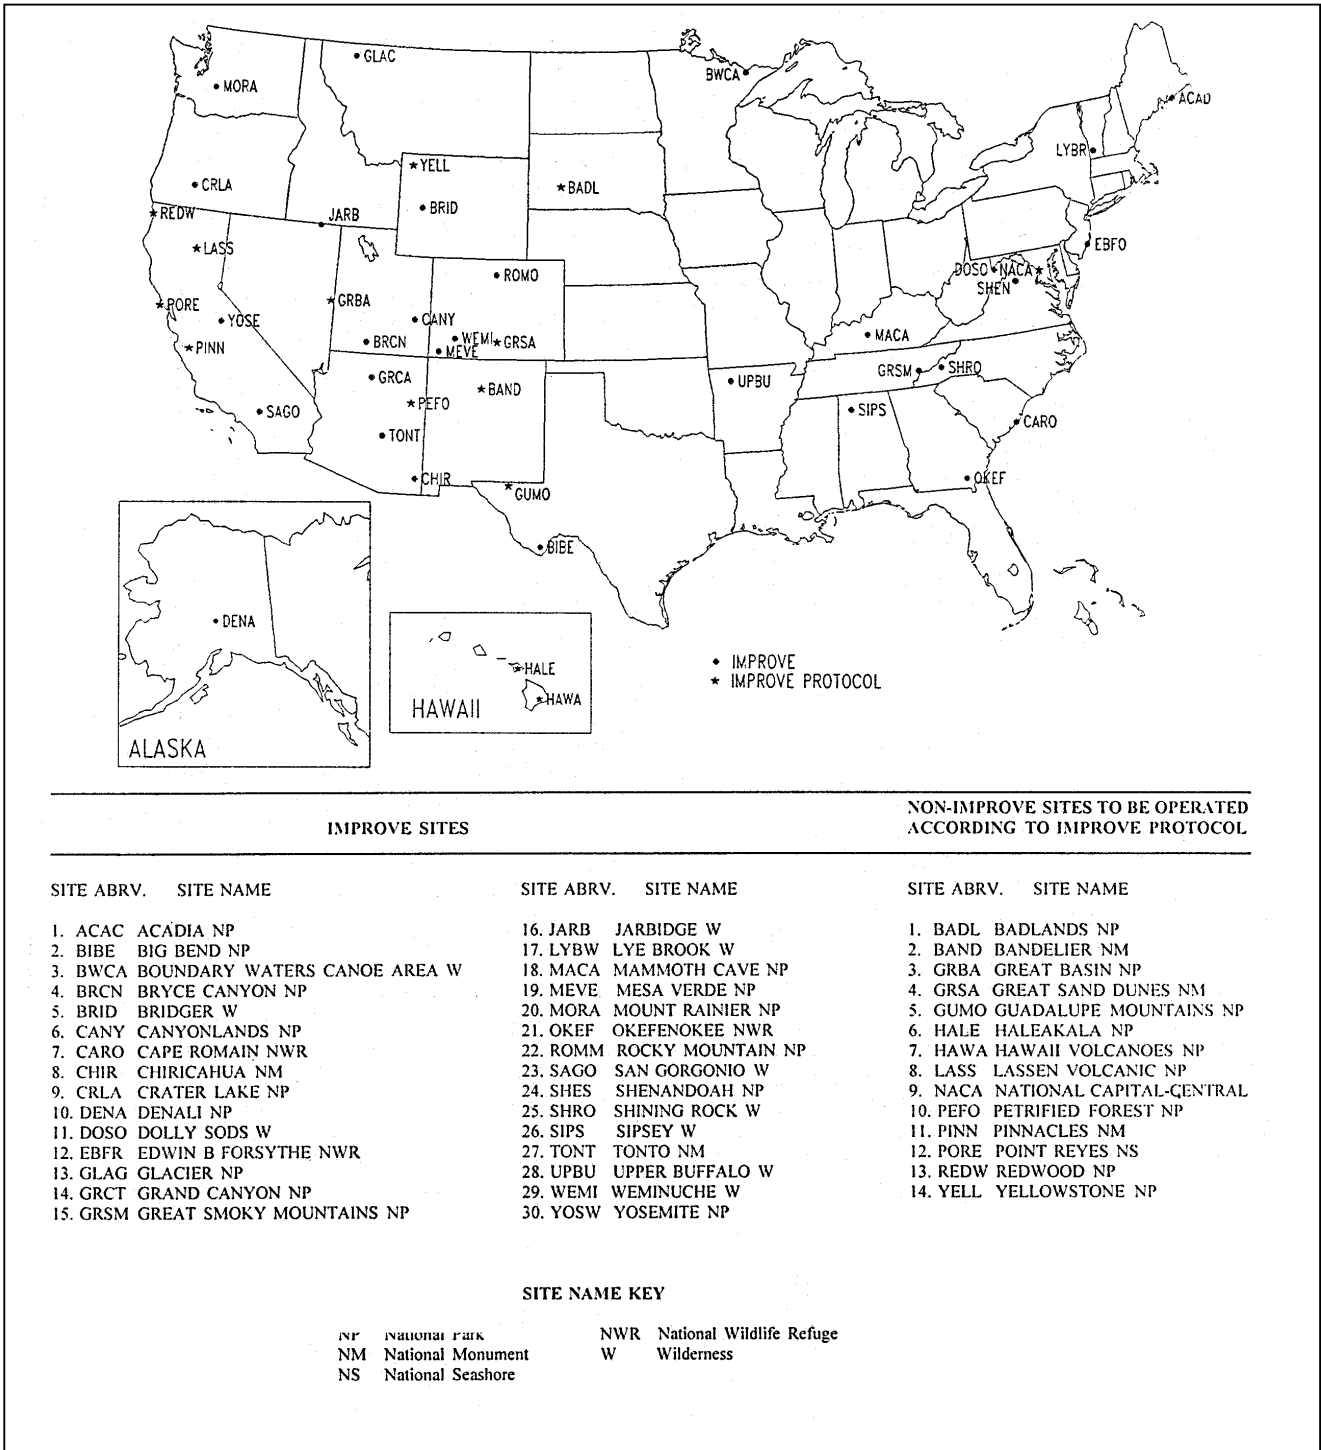 GLAC
BWCA
MORA
ACAD
LYBR
YELL
CRLA
BADL
BRID
REDW
JARB
LASS
EBFO
DOSO NACA
ROMO
SHEN
GRBA
PORE
YOSE
CANY
MACA
WEMI
GRSA
BRCN
PINN
MEVE
GRSM
SHRO
GRCA
UPBU
BAND
PEFO
SAGO
SIPS
CARO
TONT
CHIR
OKEF
GUMO
BIBE
DENA
IMPROVE
HALE
IMPROVE PROTOCOL
HAWA
HAWAII
ALASKA
IMPROVE SITES
NON-IMPROVE SITES TO BE OPERATED
ACCORDING TO IMPROVE PROTOCOL
SITE ABRV. SITE NAME
1. ACAC ACADIA NP
2. BIBE BIG BEND NP
3. BWCA BOUNDARY WATERS CANOE AREA W
4. BRCN BRYCE CANYON NP
5. BRID BRIDGER W
6. CANY CANYONLANDS NP
7. CARO CAPE ROMAIN NWR
8. CHIR CHIRICAHUA NM
9. CRLA CRATER LAKE NP
10. DENA DENALI NP
11. DOSO DOLLY SODS W
12. EBFR EDWIN B FORSYTHE NWR
13. GLAG GLACIER NP
14. GRCT GRAND CANYON NP
15. GRSM GREAT SMOKY MOUNTAINS NP
SITE ABRV. SITE NAME
16. JARB JARBIDGE W
17. LYBW LYE BROOK W
18. MACA MAMMOTH CAVE NP
19. MEVE MESA VERDE NP
20. MORA MOUNT RAINIER NP
21. OKEF OKEFENOKEE NWR
22. ROMM ROCKY MOUNTAIN NP
23. SAGO SAN GORGONIO W
24. SHES SHENANDOAH NP
25. SHRO SHINING ROCK W
26. SIPS SIPSEY W
27. TONT TONTO NM
28. UPBU UPPER BUFFALO W
29. WEMI WEMINUCHE W
30. YOSW YOSEMITE NP
SITE ABRV. SITE NAME
1. BADL BADLANDS NP
2. BAND BANDELIER NM
3. GRBA GREAT BASIN NP
4. GRSA GREAT SAND DUNES NM
5. GUMO GUADALUPE MOUNTAINS NP
6. HALE HALEAKALA NP
7. HAWA HAWAII VOLCANOES NP
8. LASS LASSEN VOLCANIC NP
9. NACA NATIONAL CAPITAL-CENTRAL
10. PEFO PETRIFIED FOREST NP
11. PINN PINNACLES NM
12. PORE POINT REYES NS
13. REDW REDWOOD NP
14. YELL YELLOWSTONE NP
SITE NAME KEY
NP National Park
NM National Monument
NS National Seashore
NWR National Wildlife Refuge
W Wilderness